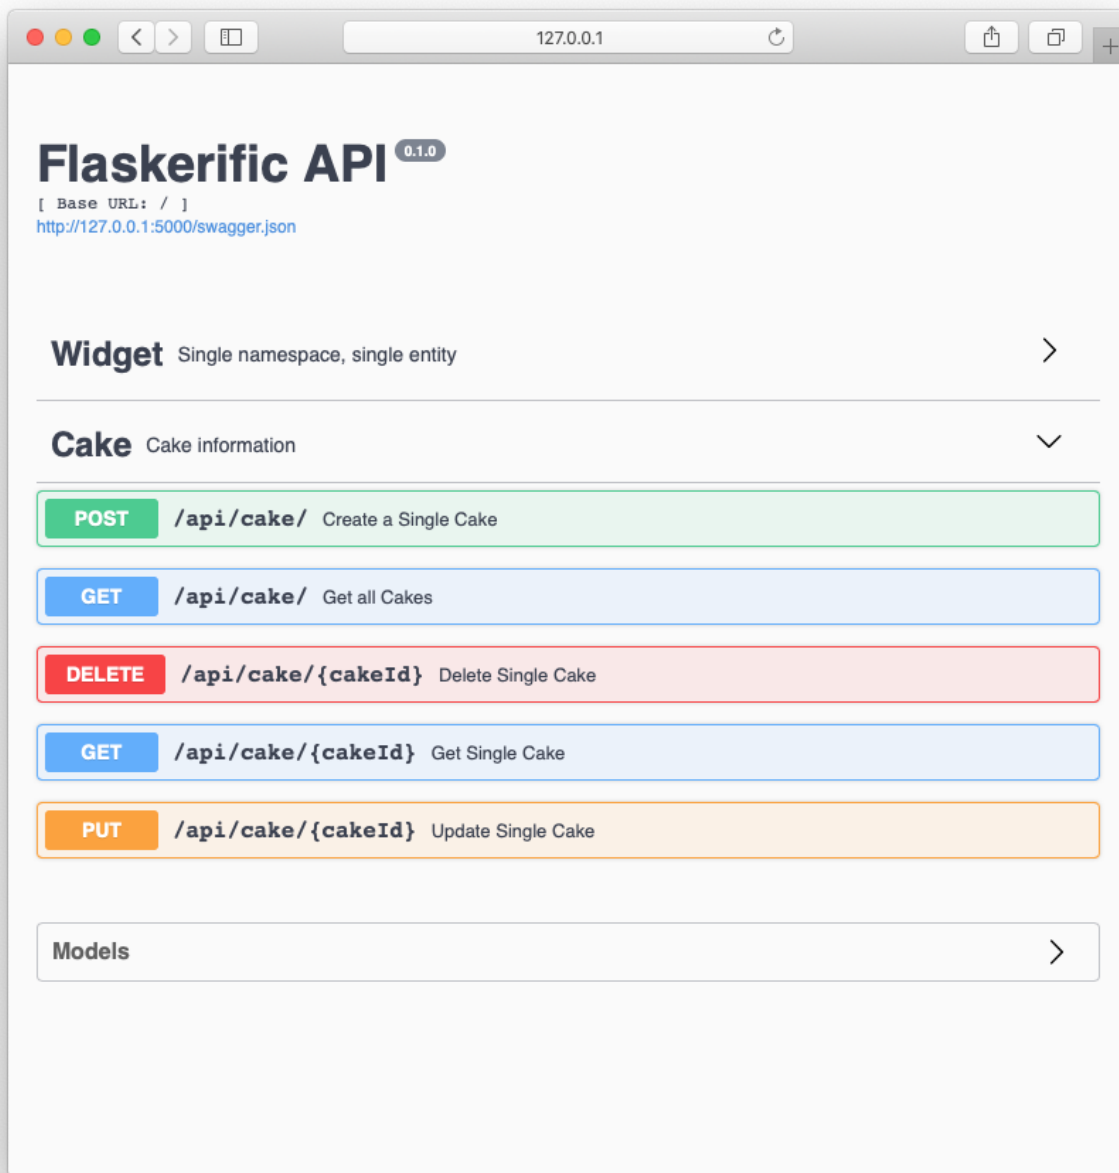 127.0.0.1
Flaskerific API 0.1.0
[ Base URL: / ]
http://127.0.0.1:5000/swagger.json
Widget Single namespace, single entity
Cake Cake information
POST /api/cake/ Create a Single Cake
GET /api/cake/ Get all Cakes
DELETE /api/cake/{cakeId} Delete Single Cake
GET /api/cake/{cakeId} Get Single Cake
PUT /api/cake/{cakeId} Update Single Cake
Models